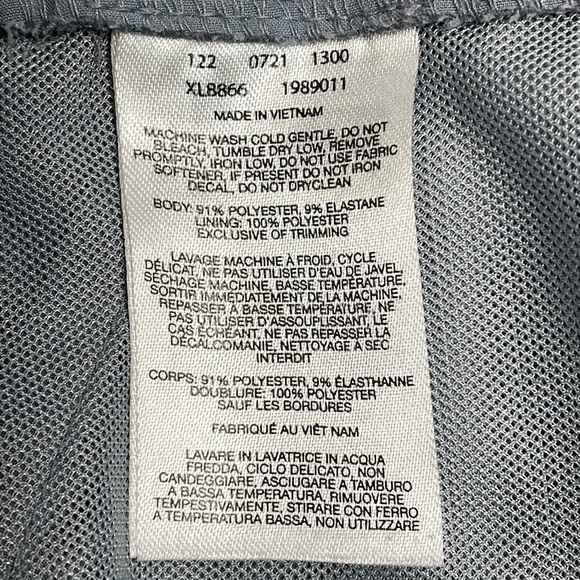 122 0721 1300
XL8866 1989011
MADE IN VIETNAM
MACHINE WASH COLD GENTLE, DO NOT
BLEACH, TUMBLE DRY LOW, REMOVE
PROMPTLY, IRON LOW, DO NOT USE FABRIC
SOFTENER, IF PRESENT DO NOT IRON
DECAL, DO NOT DRYCLEAN
BODY: 91% POLYESTER, 9% ELASTANE
LINING: 100% POLYESTER
EXCLUSIVE OF TRIMMING
LAVAGE MACHINE À FROID, CYCLE
DÉLICAT, NE PAS UTILISER D'EAU DE JAVEL,
SÉCHAGE MACHINE, BASSE TEMPÉRATURE,
SORTIR IMMÉDIATEMENT DE LA MACHINE,
REPASSER À BASSE TEMPÉRATURE, NE
PAS UTILISER D'ASSOUPLISSANT, LE
CAS ÉCHÉANT, NE PAS REPASSER LA
DÉCALCOMANIE, NETTOYAGE À SEC
INTERDIT
CORPS: 91% POLYESTER, 9% ÉLASTHANNE
DOUBLURE: 100% POLYESTER
SAUF LES BORDURES
FABRIQUÉ AU VIÊT NAM
LAVARE IN LAVATRICE IN ACQUA
FREDDA, CICLO DELICATO, NON
CANDEGGIARE, ASCIUGARE A TAMBURO
A BASSA TEMPERATURA, RIMUOVERE
TEMPESTIVAMENTE, STIRARE CON FERRO
A TEMPERATURA BASSA, NON UTILIZZARE